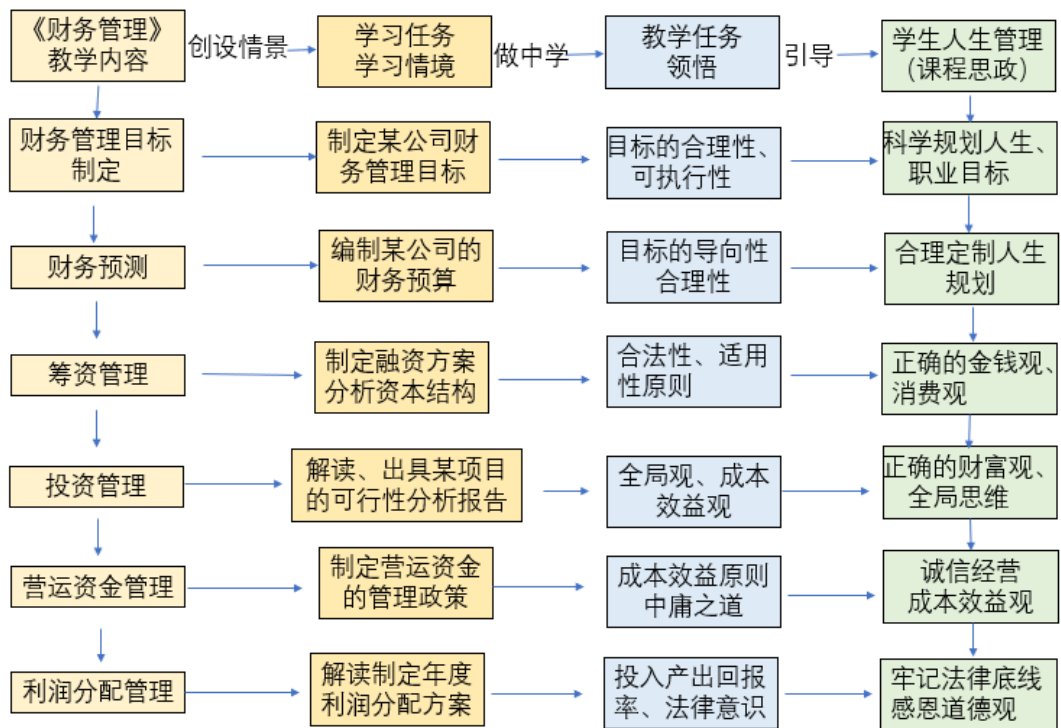 《财务管理》
教学内容
创设情景
学习任务
学习情境
做中学
教学任务
领悟
引导
学生人生管理
(课程思政)
财务管理目标
制定
制定某公司财
务管理目标
目标的合理性、
可执行性
科学规划人生、
职业目标
财务预测
编制某公司的
财务预算
目标的导向性
合理性
合理定制人生
规划
筹资管理
制定融资方案
分析资本结构
合法性、适用
性原则
正确的金钱观、
消费观
投资管理
解读、出具某项目
的可行性分析报告
全局观、成本
效益观
正确的财富观、
全局思维
营运资金管理
制定营运资金
的管理政策
成本效益原则
中庸之道
诚信经营
成本效益观
利润分配管理
解读制定年度
利润分配方案
投入产出回报
率、法律意识
牢记法律底线
感恩道德观